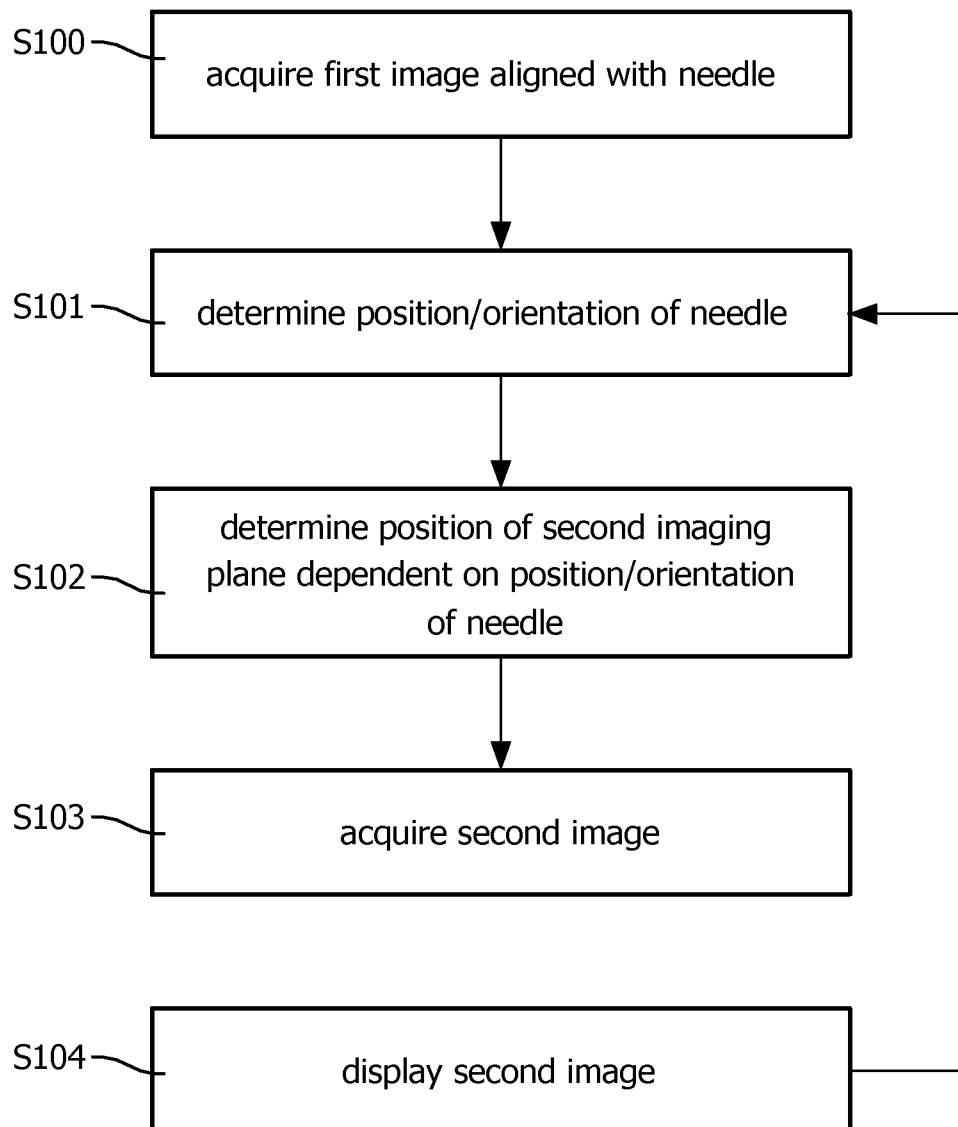 S100
acquire first image aligned with needle
S101
determine position/orientation of needle
S102
determine position of second imaging
plane dependent on position/orientation
of needle
S103
acquire second image
S104
display second image